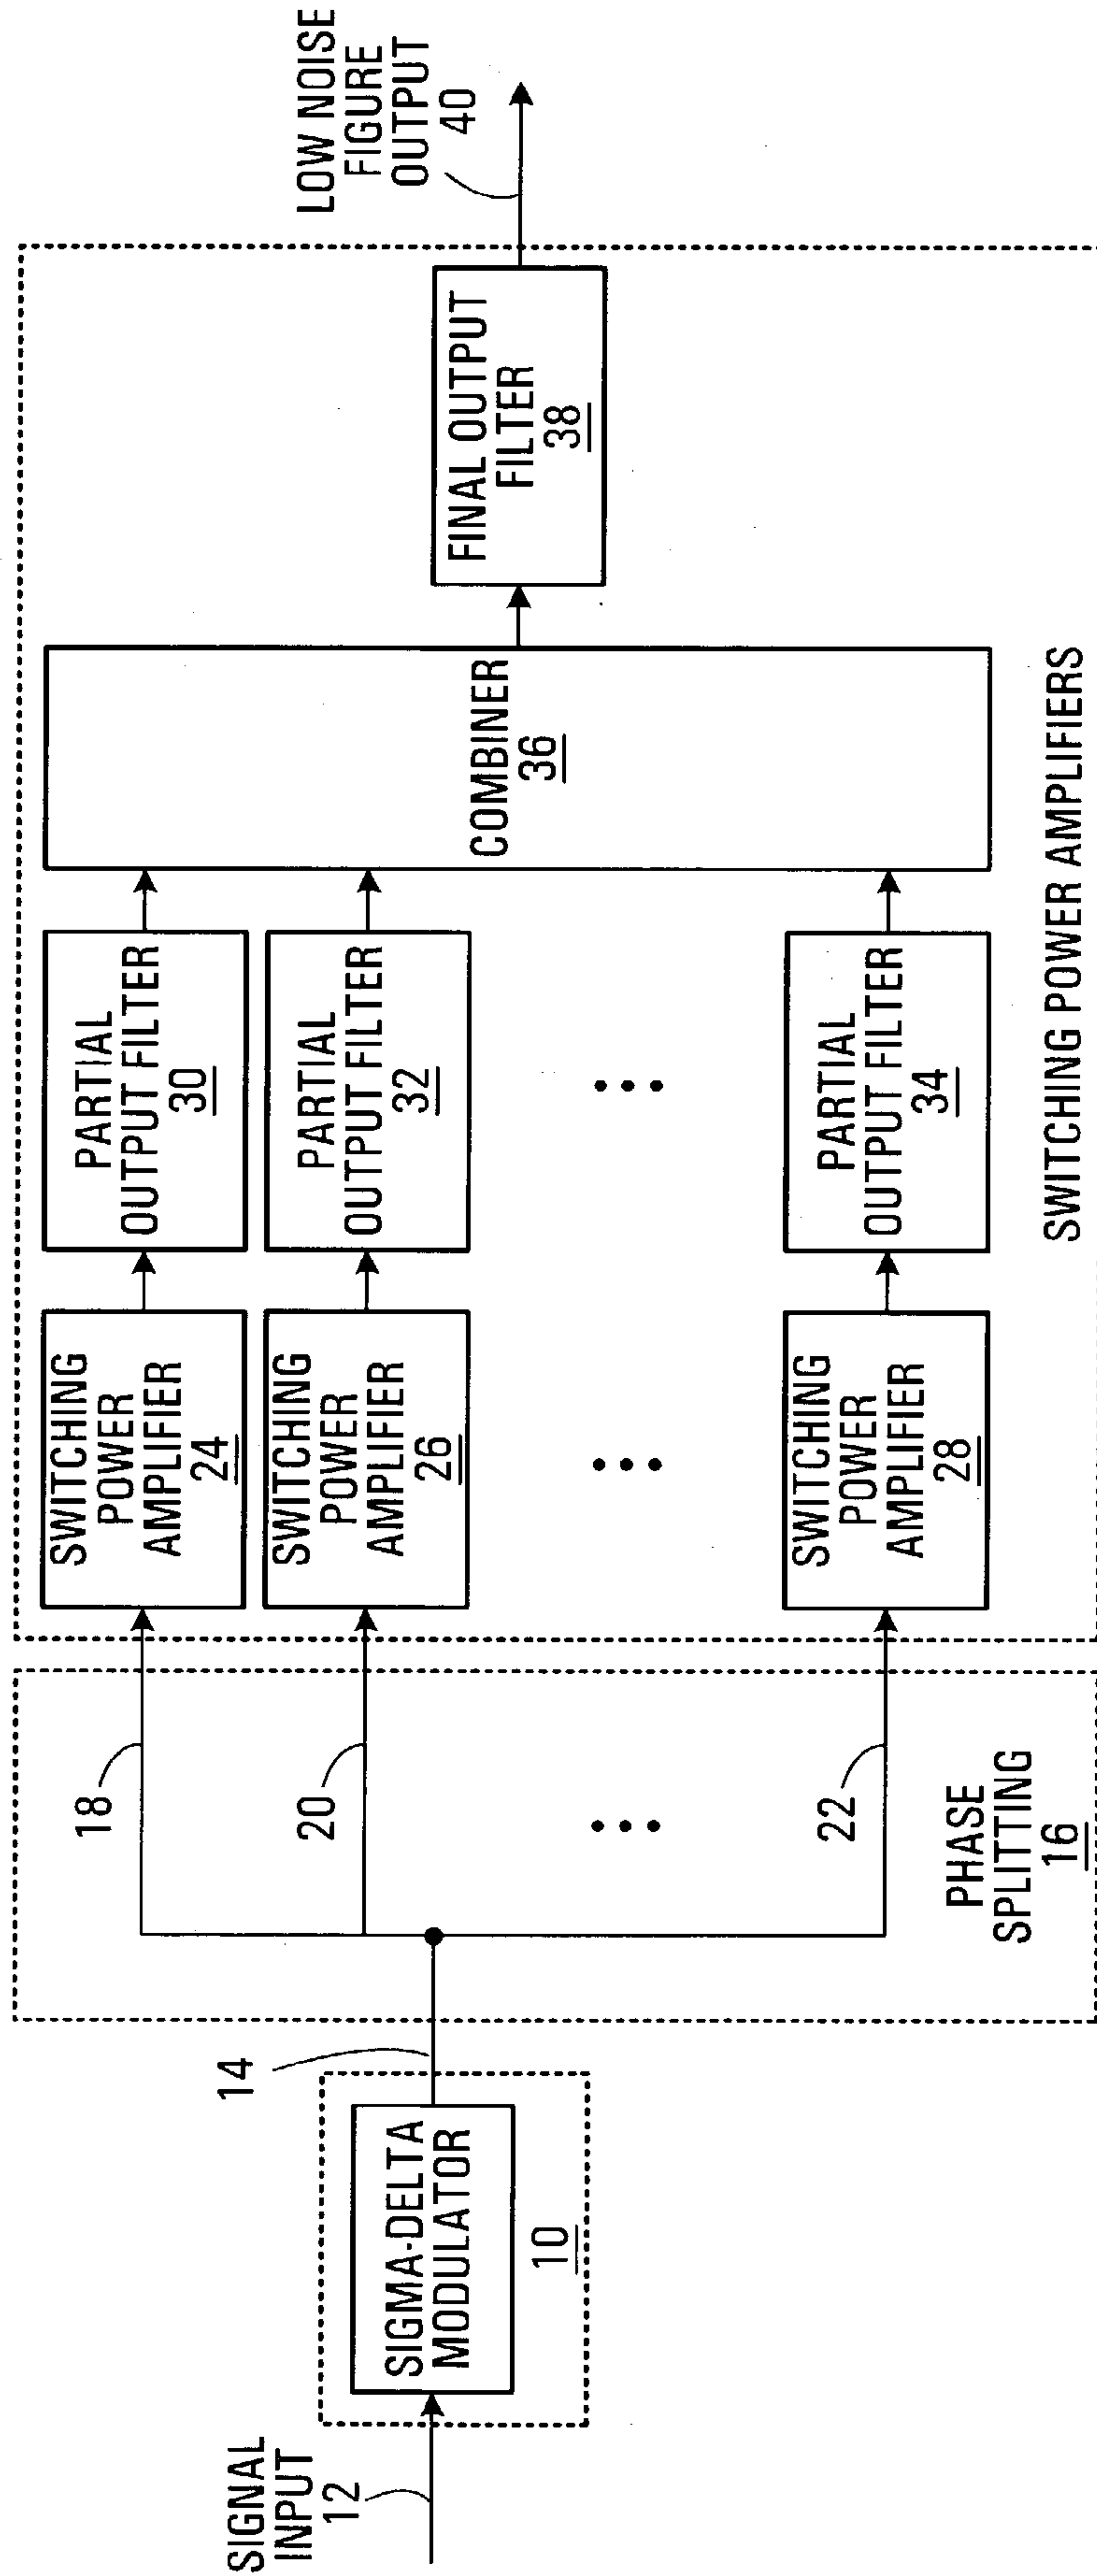 SIGNAL
INPUT
12
SIGMA-DELTA
MODULATOR
10
14
18
20
22
PHASE
SPLITTING
16
SWITCHING
POWER
AMPLIFIER
24
SWITCHING
POWER
AMPLIFIER
26
SWITCHING
POWER
AMPLIFIER
28
PARTIAL
OUTPUT FILTER
30
PARTIAL
OUTPUT FILTER
32
PARTIAL
OUTPUT FILTER
34
COMBINER
36
FINAL OUTPUT
FILTER
38
SWITCHING POWER AMPLIFIERS
LOW NOISE
FIGURE
OUTPUT
40